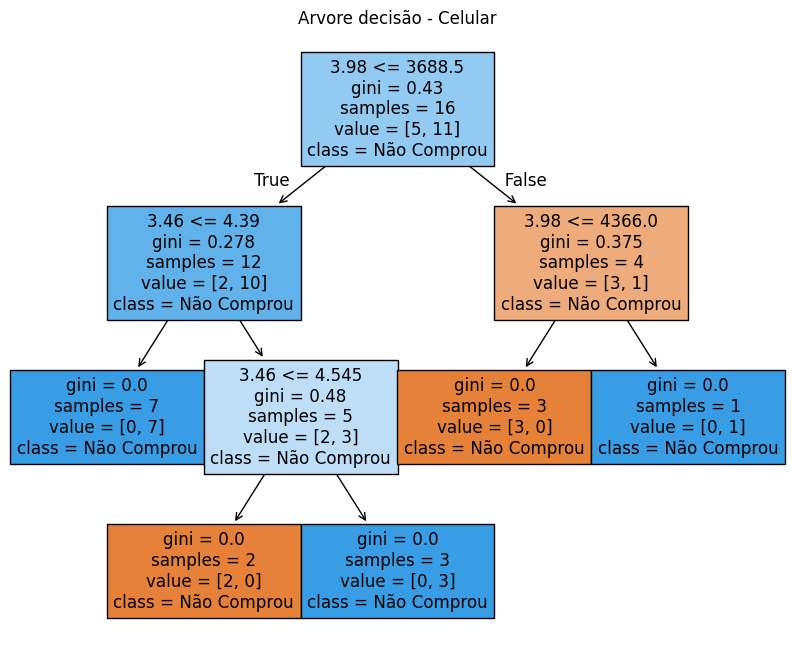 Arvore decisão - Celular
3.98 <= 3688.5
gini = 0.43
samples = 16
value = [5, 11]
class = Não Comprou
True
False
3.46 <= 4.39
gini = 0.278
samples = 12
value = [2, 10]
class = Não Comprou
3.98 <= 4366.0
gini = 0.375
samples = 4
value = [3, 1]
class = Não Comprou
gini = 0.0
samples = 7
value = [0, 7]
class = Não Comprou
3.46 <= 4.545
gini = 0.48
samples = 5
value = [2, 3]
class = Não Comprou
gini = 0.0
samples = 3
value = [3, 0]
class = Não Comprou
gini = 0.0
samples = 1
value = [0, 1]
class = Não Comprou
gini = 0.0
samples = 2
value = [2, 0]
class = Não Comprou
gini = 0.0
samples = 3
value = [0, 3]
class = Não Comprou